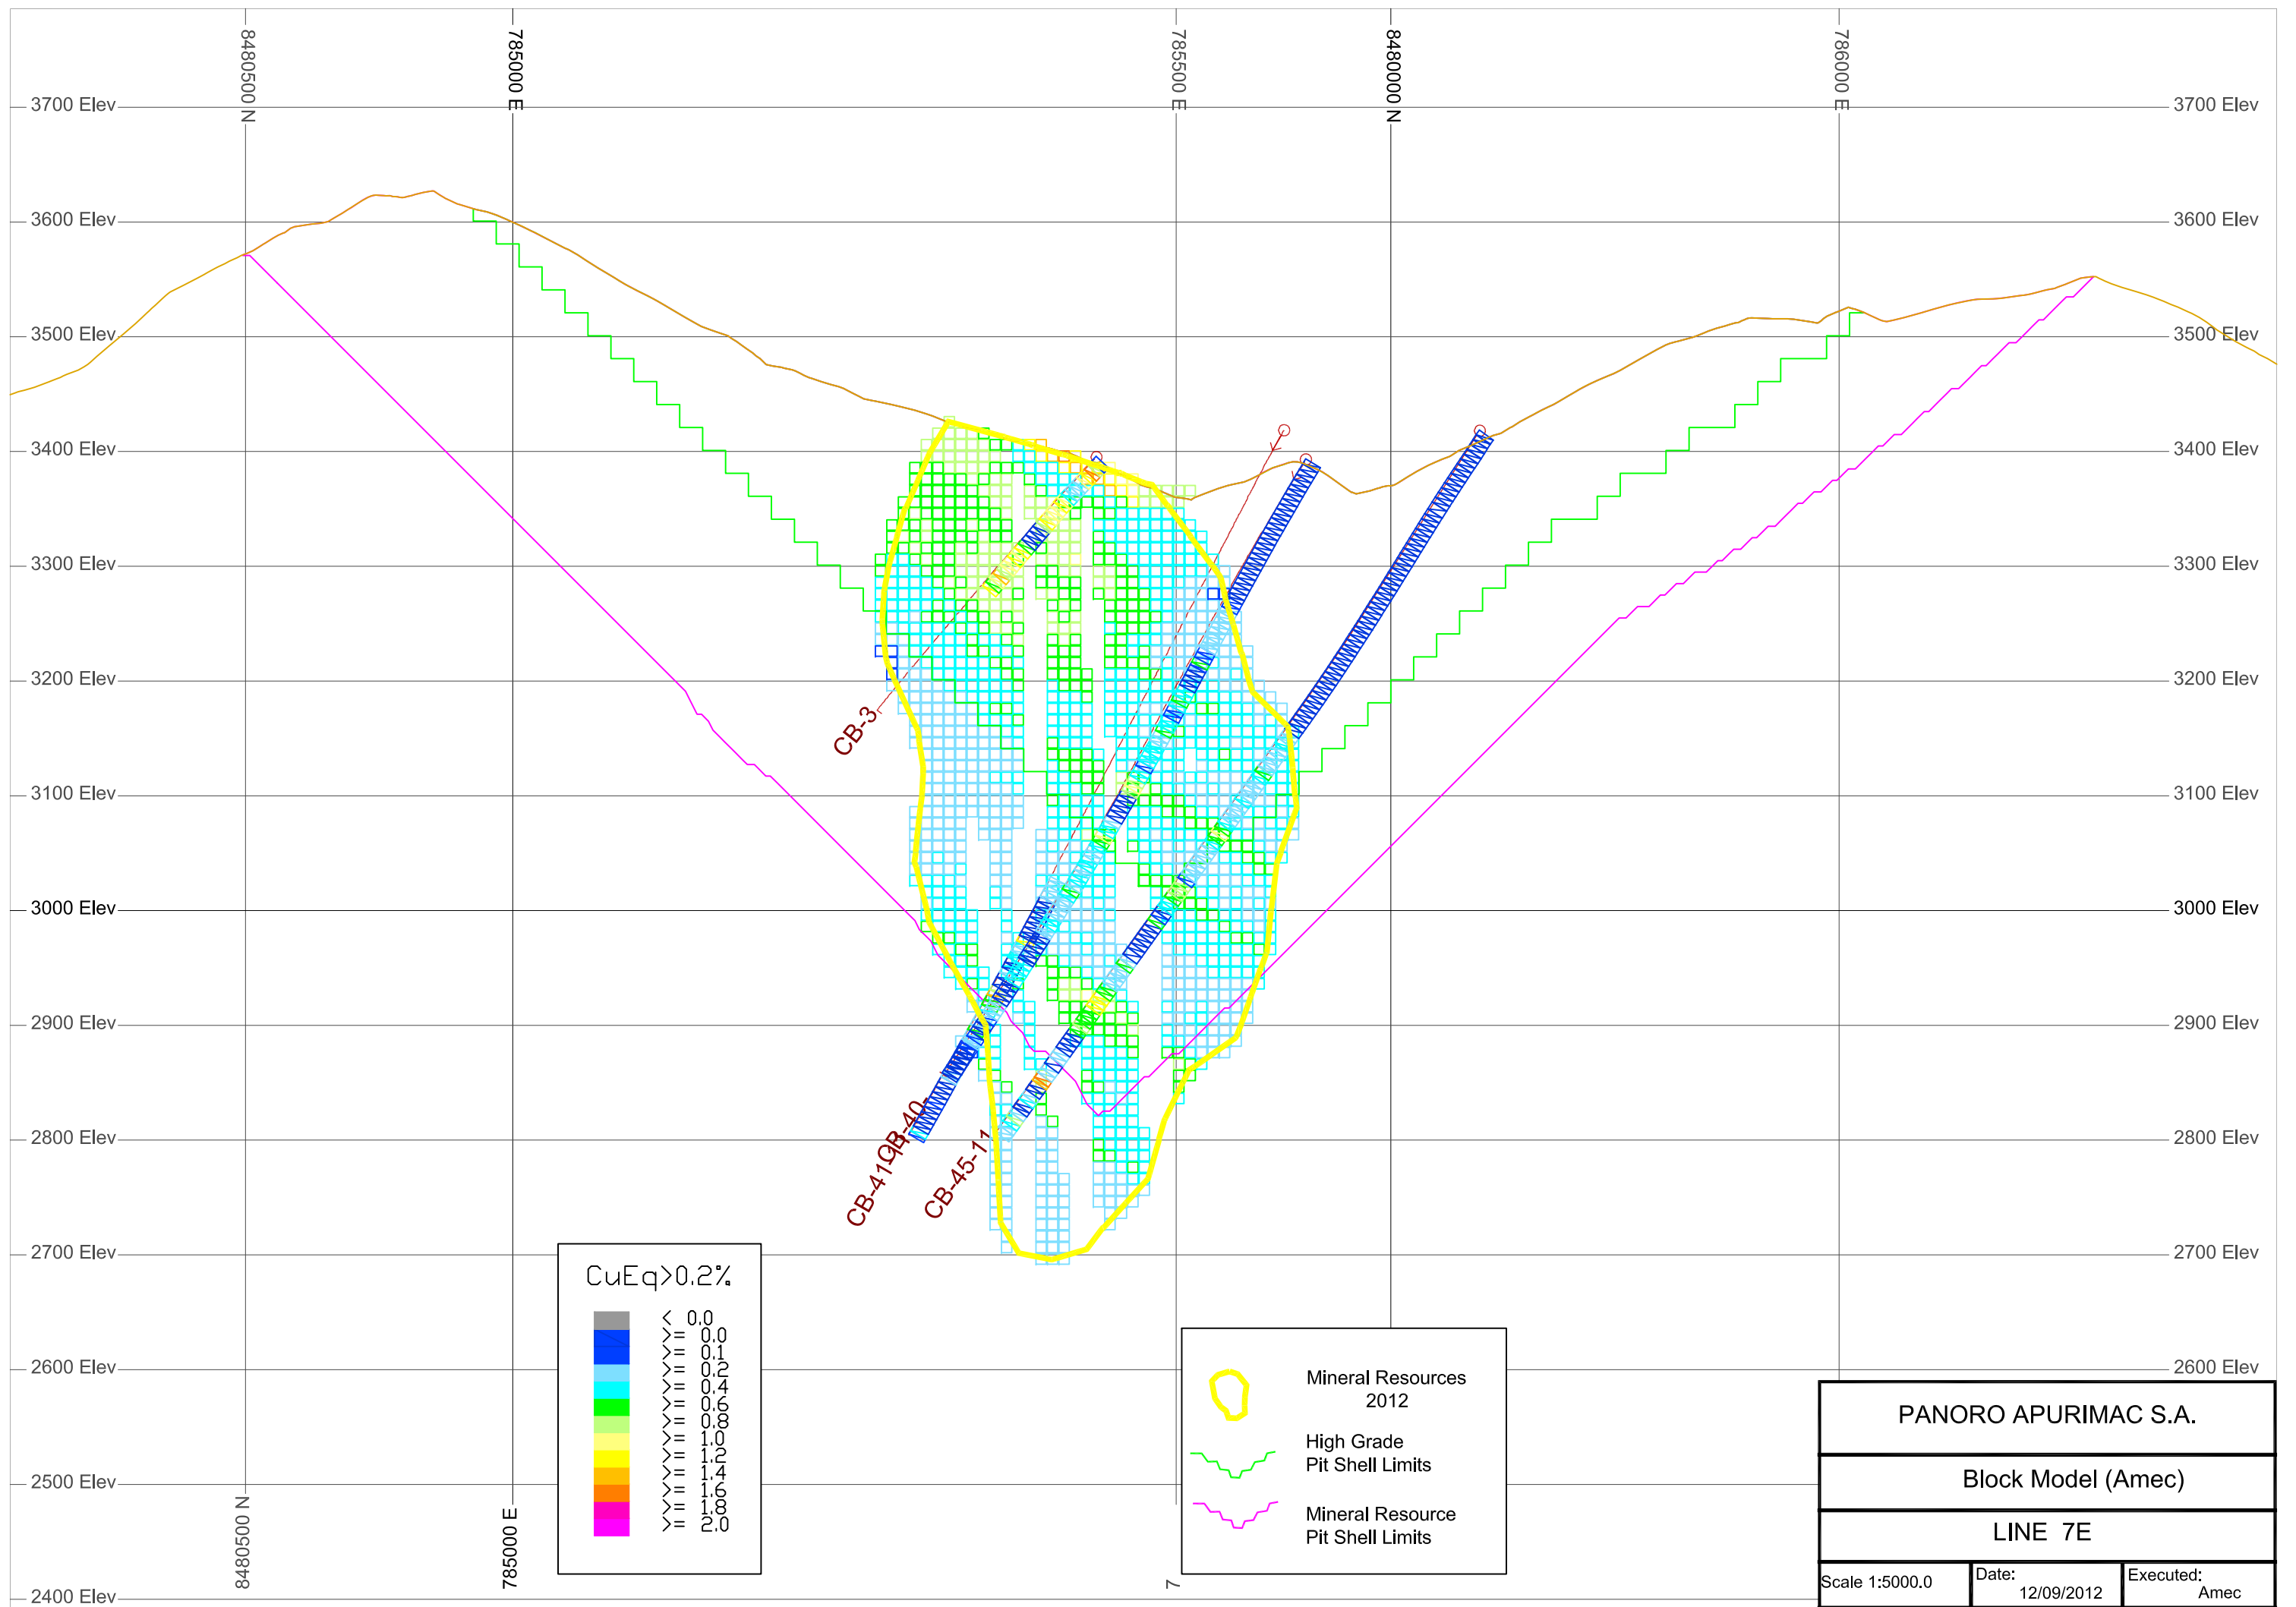 8480500 N
785000 E
785500 E
8480000 N
786000 E
3700 Elev
3700 Elev
3600 Elev
3600 Elev
3500 Elev
3500 Elev
3400 Elev
3400 Elev
3300 Elev
3300 Elev
3200 Elev
3200 Elev
CB-3
3100 Elev
3100 Elev
3000 Elev
3000 Elev
2900 Elev
2900 Elev
2800 Elev
2800 Elev
CB-40-
CB-41-11
CB-45-11
2700 Elev
2700 Elev
2600 Elev
2600 Elev
2500 Elev
2400 Elev
CuEq>0.2%
< 0.0
>= 0.0
>= 0.1
>= 0.2
>= 0.4
>= 0.6
>= 0.8
>= 1.0
>= 1.2
>= 1.4
>= 1.6
>= 1.8
>= 2.0
Mineral Resources
2012
High Grade
Pit Shell Limits
Mineral Resource
Pit Shell Limits
PANORO APURIMAC S.A.
Block Model (Amec)
LINE 7E
Scale 1:5000.0
Date:
12/09/2012
Executed:
Amec
8480500 N
785000 E
7